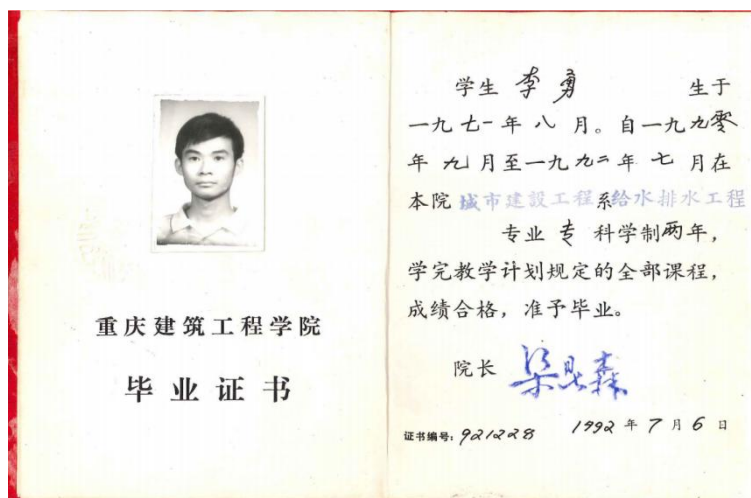 重庆建筑工程学院
毕业证书
学生 李勇 生于
一九七一年八月。自一九九零
年九月至一九九二年七月在
本院城市建設工程系给水排水工程
专业专科学制两年，
学完教学计划规定的全部课程，
成绩合格，准予毕业。
院长
证书编号：921228 1992年7月6日